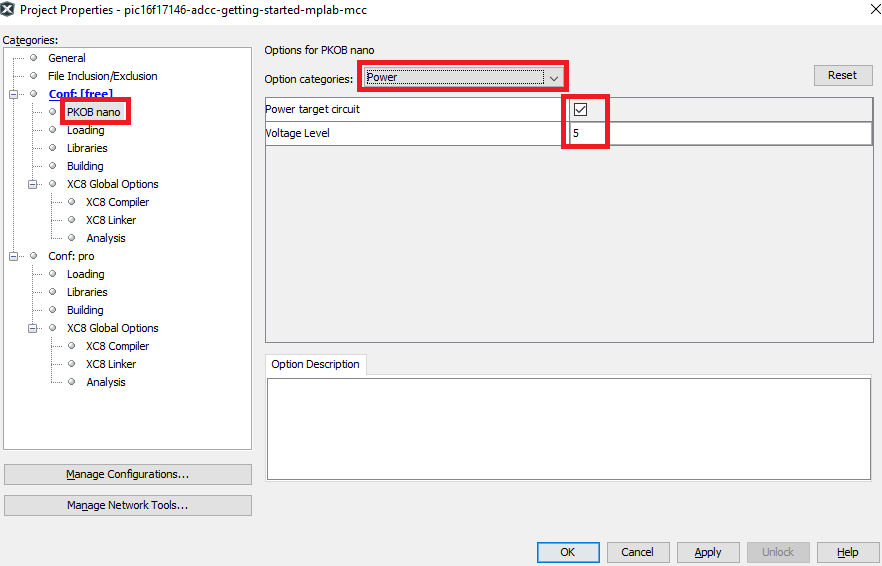 Project Properties - pic16f17146-adcc-getting-started-mplab-mcc
Categories:
General
File Inclusion/Exclusion
Conf: [free]
PKOB nano
Loading
Libraries
Building
XC8 Global Options
XC8 Compiler
XC8 Linker
Analysis
Conf: pro
Loading
Libraries
Building
XC8 Global Options
XC8 Compiler
XC8 Linker
Analysis
Manage Configurations...
Manage Network Tools...
Options for PKOB nano
Option categories: Power Reset
Power target circuit
Voltage Level 5
Option Description
OK Cancel Apply Unlock Help